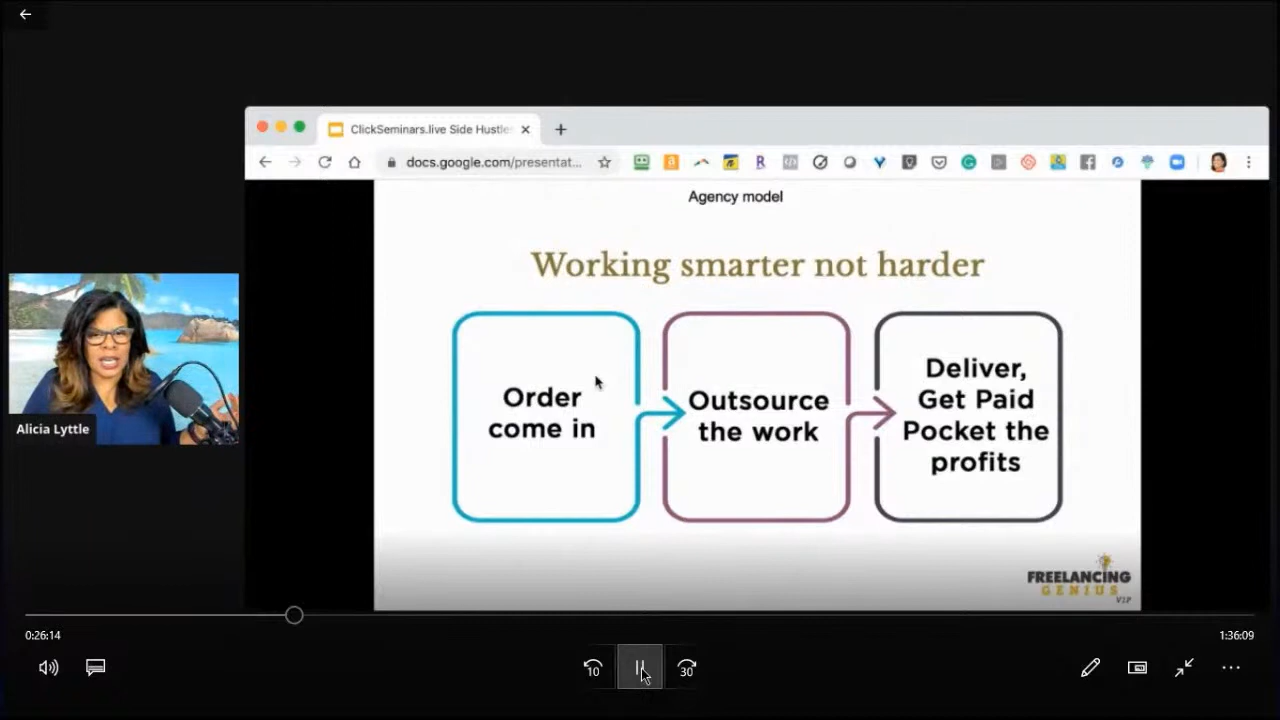 ClickSeminars.live Side Hustle
docs.google.com/presentat...
Agency model
Working smarter not harder
Order
come in
Outsource
the work
Deliver,
Get Paid
Pocket the
profits
Alicia Lyttle
FREELANCING
GENIUS
VIP
0:26:14
1:36:09
10
30